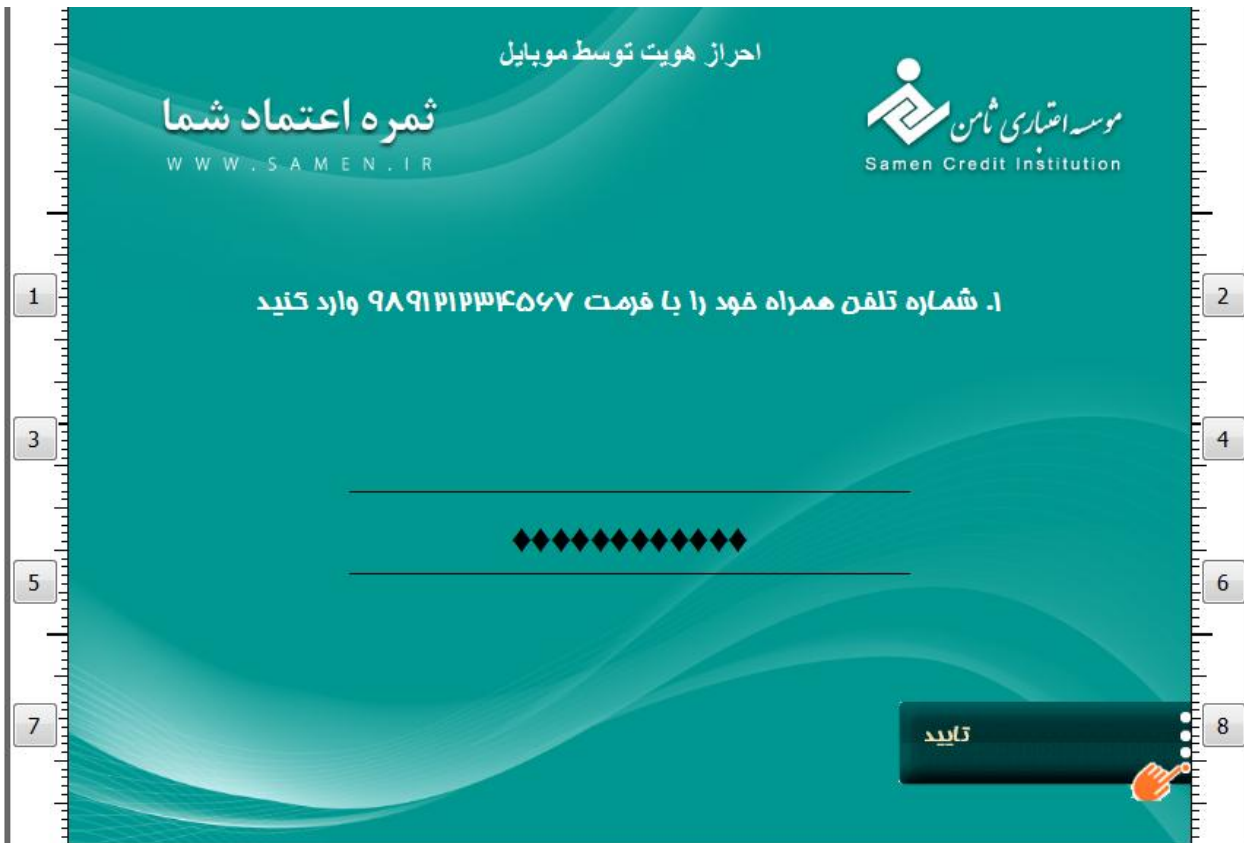 احراز هویت توسط موبایل
موسسه اعتباری ثامن
Samen Credit Institution
ثمره اعتماد شما
WWW.SAMEN.IR
۱. شماره تلفن همراه خود را با فرمت ۹۸۹۱۲۱۲۳۴۵۶۷ وارد کنید
♦♦♦♦♦♦♦♦♦♦♦♦
تایید
1
2
3
4
5
6
7
8